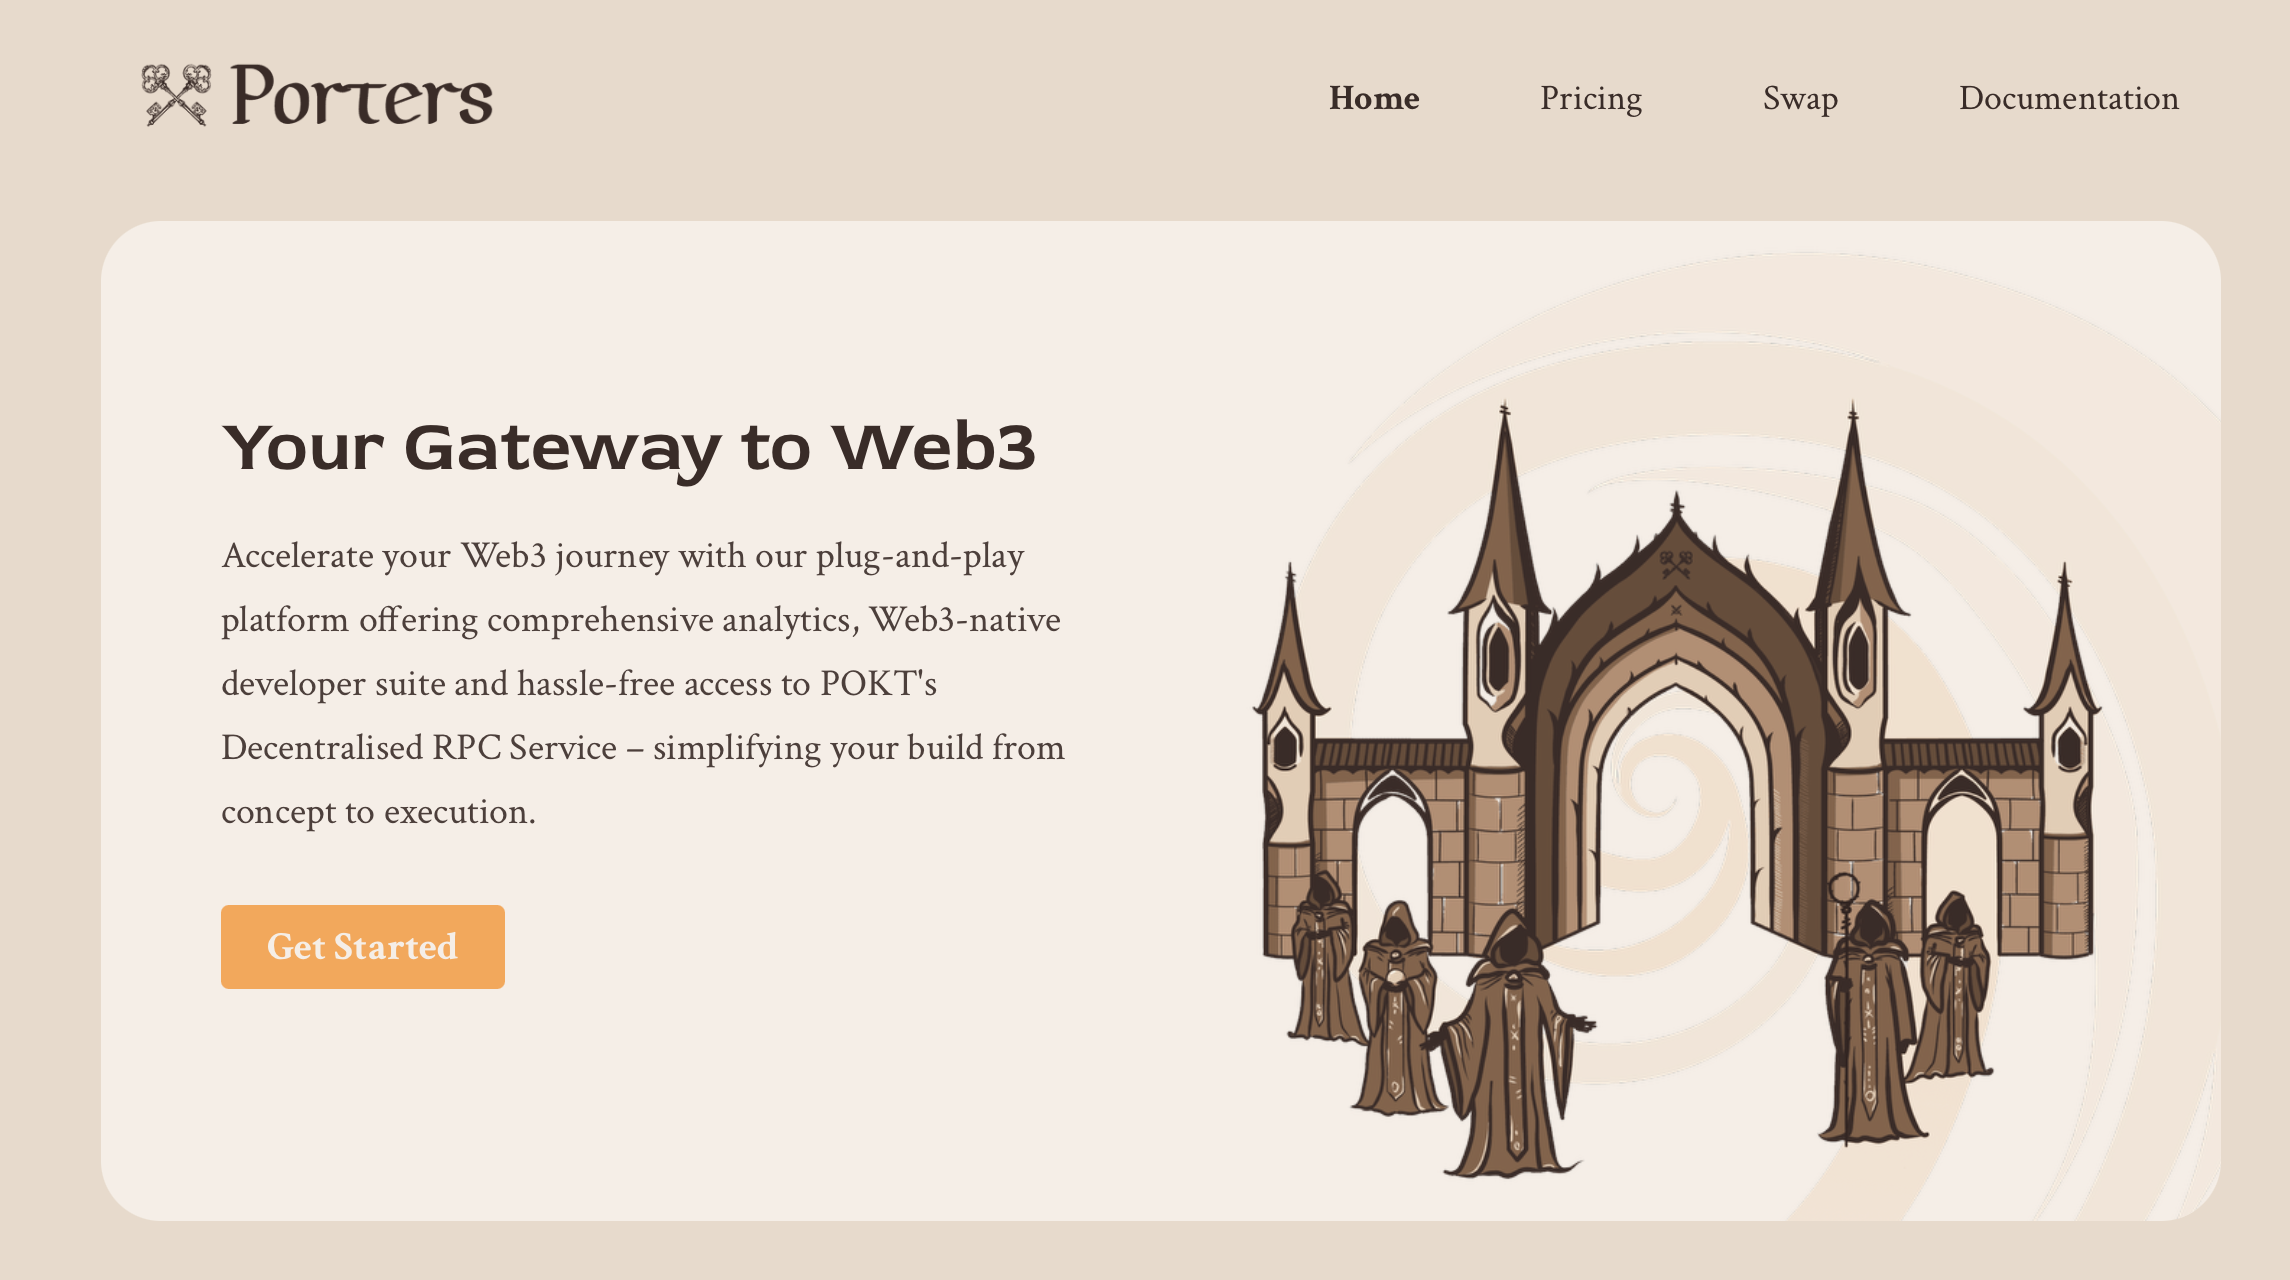 Porters
Home
Pricing
Swap
Documentation
Your Gateway to Web3
Accelerate your Web3 journey with our plug-and-play
platform offering comprehensive analytics, Web3-native
developer suite and hassle-free access to POKT's
Decentralised RPC Service – simplifying your build from
concept to execution.
Get Started